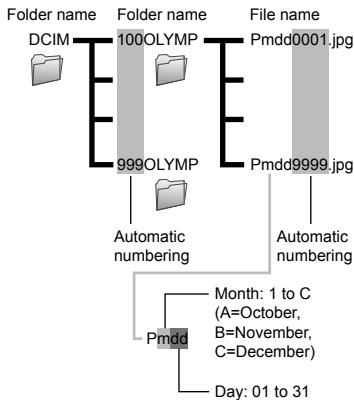 Folder name Folder name File name
DCIM 100OLYMP Pmdd0001.jpg
999OLYMP Pmdd9999.jpg
Automatic numbering
Automatic numbering
Pmdd
Month: 1 to C
(A=October,
B=November,
C=December)
Day: 01 to 31